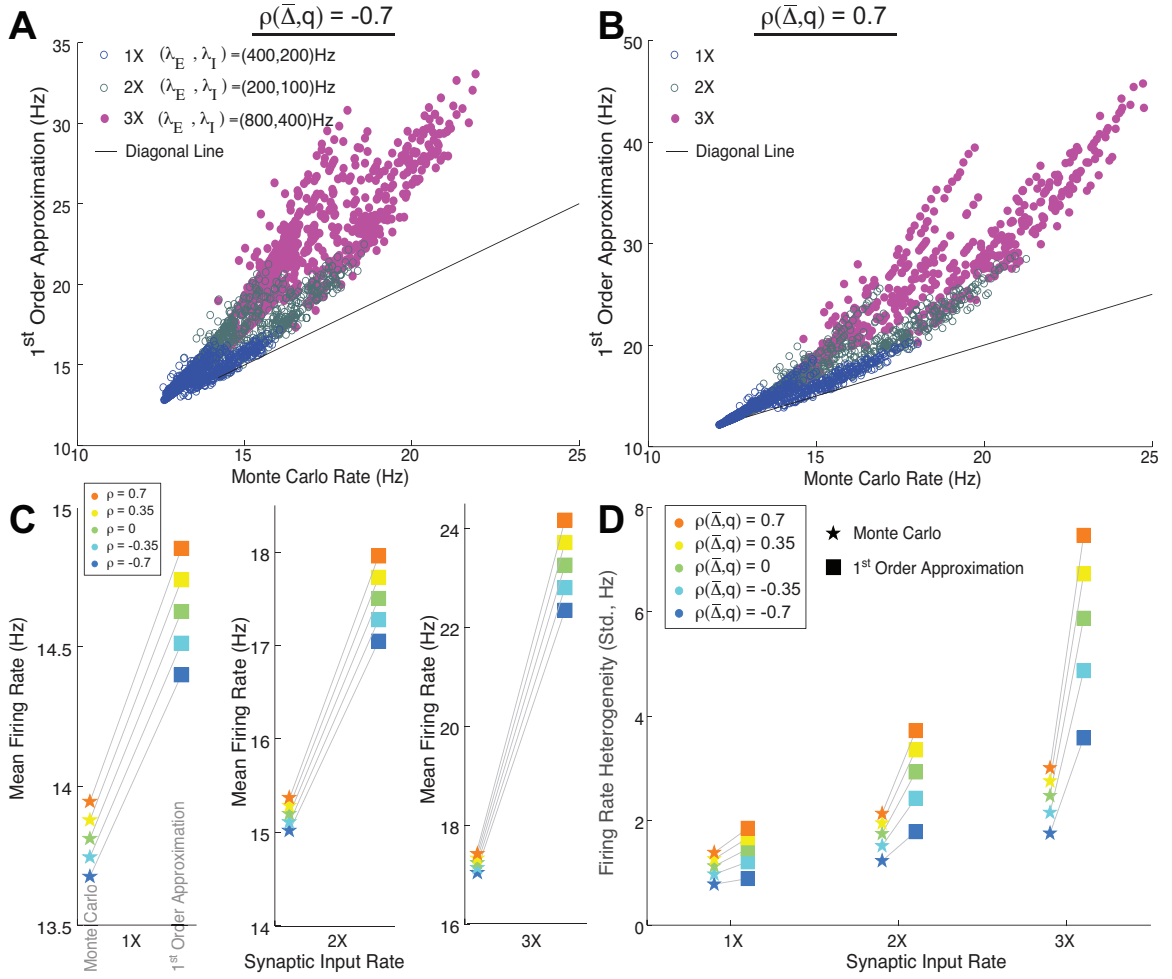 A
ρ(Δ̅,q) = -0.7
1X (λE , λI) =(400,200)Hz
2X (λE , λI) =(200,100)Hz
3X (λE , λI) =(800,400)Hz
Diagonal Line
1st Order Approximation (Hz)
35
30
25
20
15
10
10 15 20 25
Monte Carlo Rate (Hz)
B
ρ(Δ̅,q) = 0.7
1X
2X
3X
Diagonal Line
1st Order Approximation (Hz)
50
40
30
20
10
10 15 20 25
Monte Carlo Rate (Hz)
C
ρ = 0.7
ρ = 0.35
ρ = 0
ρ = -0.35
ρ = -0.7
Mean Firing Rate (Hz)
15
14.5
14
13.5
Monte Carlo
1st Order Approximation
1X
Mean Firing Rate (Hz)
18
17
16
15
14
2X
Mean Firing Rate (Hz)
24
22
20
18
16
3X
Synaptic Input Rate
D
ρ(Δ̅,q) = 0.7
ρ(Δ̅,q) = 0.35
ρ(Δ̅,q) = 0
ρ(Δ̅,q) = -0.35
ρ(Δ̅,q) = -0.7
Monte Carlo
1st Order Approximation
Firing Rate Heterogeneity (Std., Hz)
8
6
4
2
0
1X 2X 3X
Synaptic Input Rate